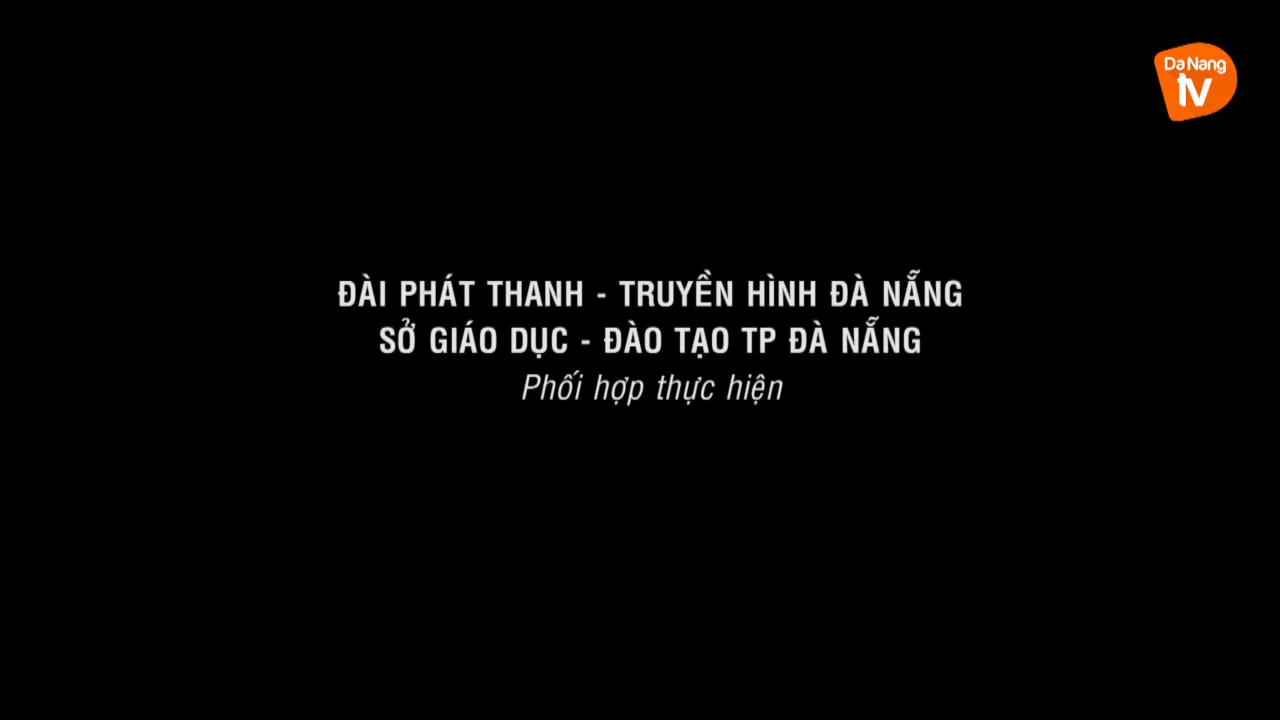 Da Nang
tv
ĐÀI PHÁT THANH - TRUYỀN HÌNH ĐÀ NẴNG
SỞ GIÁO DỤC - ĐÀO TẠO TP ĐÀ NẴNG
Phối hợp thực hiện